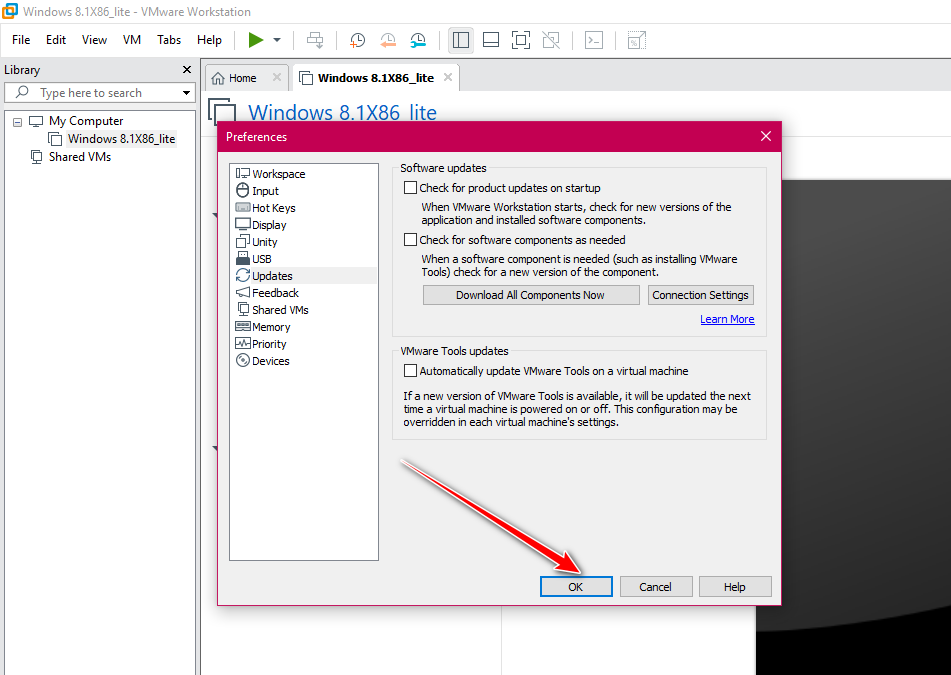 Windows 8.1X86_lite - VMware Workstation
File Edit View VM Tabs Help
Library
Type here to search
My Computer
Windows 8.1X86_lite
Shared VMs
Home
Windows 8.1X86_lite
Windows 8.1X86_lite
Preferences
Workspace
Input
Hot Keys
Display
Unity
USB
Updates
Feedback
Shared VMs
Memory
Priority
Devices
Software updates
Check for product updates on startup
When VMware Workstation starts, check for new versions of the
application and installed software components.
Check for software components as needed
When a software component is needed (such as installing VMware
Tools) check for a new version of the component.
Download All Components Now
Connection Settings
Learn More
VMware Tools updates
Automatically update VMware Tools on a virtual machine
If a new version of VMware Tools is available, it will be updated the next
time a virtual machine is powered on or off. This configuration may be
overridden in each virtual machine's settings.
OK
Cancel
Help